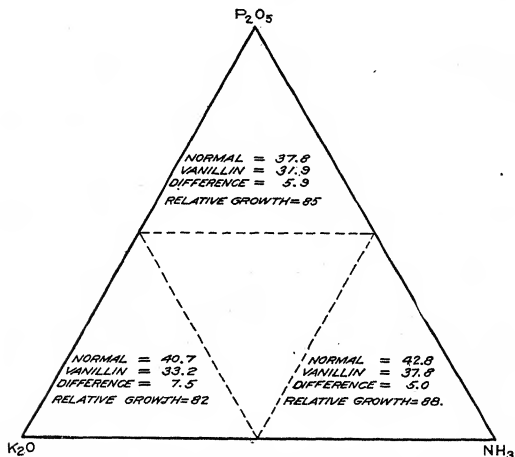 P2O5
NORMAL = 37.8
VANILLIN = 31.9
DIFFERENCE = 5.9
RELATIVE GROWTH=85
NORMAL = 40.7
VANILLIN = 33.2
DIFFERENCE = 7.5
RELATIVE GROWTH=82
NORMAL = 42.8
VANILLIN = 37.8
DIFFERENCE = 5.0
RELATIVE GROWTH=88.
K2O
NH3